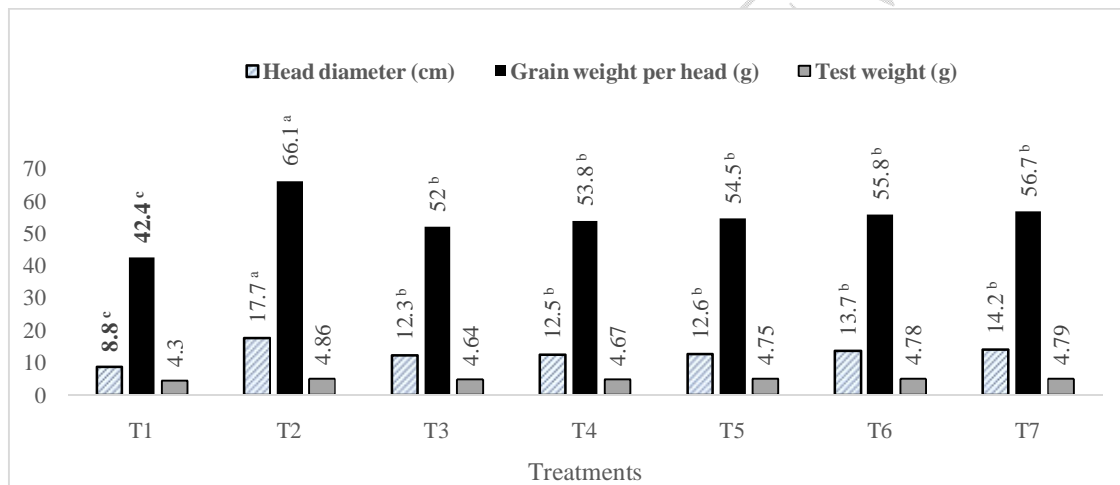 Head diameter (cm) Grain weight per head (g) Test weight (g)
70
60
50
40
30
20
10
0
8.8 ᶜ 42.4 ᶜ 4.3
17.7 ᵃ 66.1 ᵃ 4.86
12.3 ᵇ 52 ᵇ 4.64
12.5 ᵇ 53.8 ᵇ 4.67
12.6 ᵇ 54.5 ᵇ 4.75
13.7 ᵇ 55.8 ᵇ 4.78
14.2 ᵇ 56.7 ᵇ 4.79
T1 T2 T3 T4 T5 T6 T7
Treatments